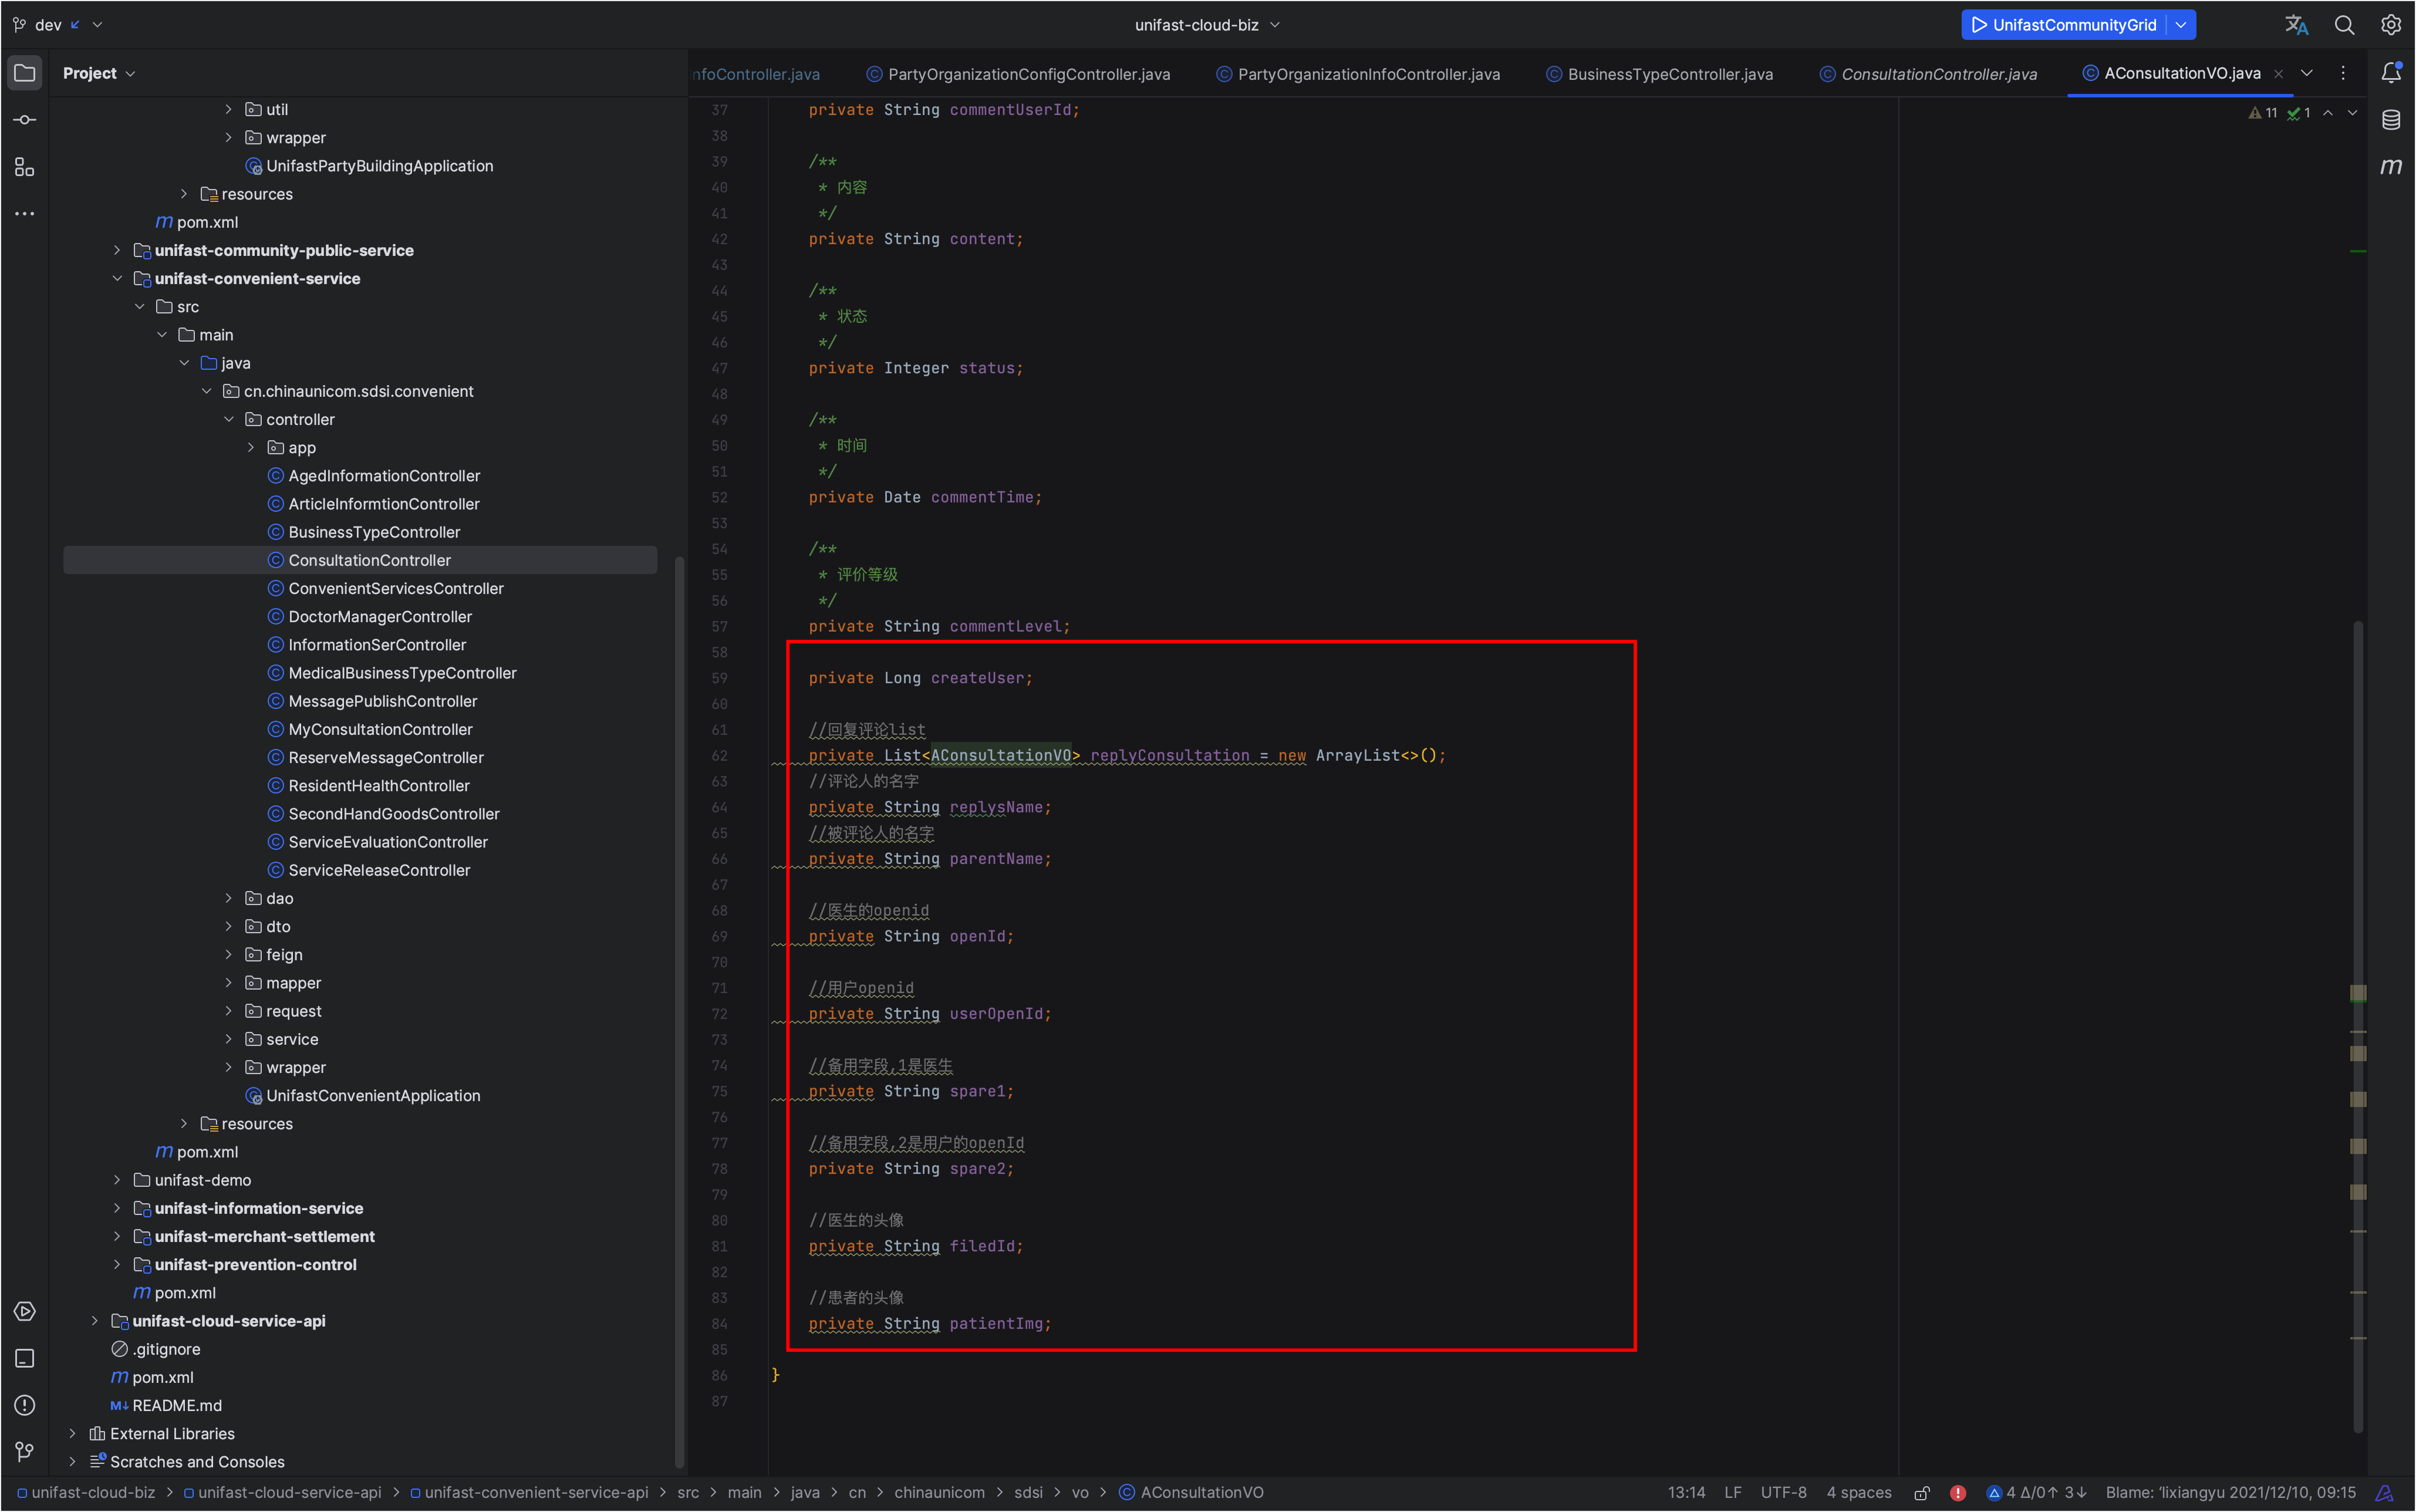 dev
unifast-cloud-biz
UnifastCommunityGrid
Project
nfoController.java
PartyOrganizationConfigController.java
PartyOrganizationInfoController.java
BusinessTypeController.java
ConsultationController.java
AConsultationVO.java
11
1
util
wrapper
UnifastPartyBuildingApplication
resources
pom.xml
unifast-community-public-service
unifast-convenient-service
src
main
java
cn.chinaunicom.sdsi.convenient
controller
app
AgedInformationController
ArticleInformtionController
BusinessTypeController
ConsultationController
ConvenientServicesController
DoctorManagerController
InformationSerController
MedicalBusinessTypeController
MessagePublishController
MyConsultationController
ReserveMessageController
ResidentHealthController
SecondHandGoodsController
ServiceEvaluationController
ServiceReleaseController
dao
dto
feign
mapper
request
service
wrapper
UnifastConvenientApplication
resources
pom.xml
unifast-demo
unifast-information-service
unifast-merchant-settlement
unifast-prevention-control
pom.xml
unifast-cloud-service-api
.gitignore
pom.xml
README.md
External Libraries
Scratches and Consoles
37 private String commentUserId;
38
39 /**
40 * 内容
41 */
42 private String content;
43
44 /**
45 * 状态
46 */
47 private Integer status;
48
49 /**
50 * 时间
51 */
52 private Date commentTime;
53
54 /**
55 * 评价等级
56 */
57 private String commentLevel;
58
59 private Long createUser;
60
61 //回复评论list
62 private List<AConsultationVO> replyConsultation = new ArrayList<>();
63 //评论人的名字
64 private String replysName;
65 //被评论人的名字
66 private String parentName;
67
68 //医生的openid
69 private String openId;
70
71 //用户openid
72 private String userOpenId;
73
74 //备用字段,1是医生
75 private String spare1;
76
77 //备用字段,2是用户的openId
78 private String spare2;
79
80 //医生的头像
81 private String filedId;
82
83 //患者的头像
84 private String patientImg;
85
86 }
87
unifast-cloud-biz > unifast-cloud-service-api > unifast-convenient-service-api > src > main > java > cn > chinaunicom > sdsi > vo > AConsultationVO
13:14 LF UTF-8 4 spaces 4 Δ/0↑ 3↓ Blame: 'lixiangyu 2021/12/10, 09:15